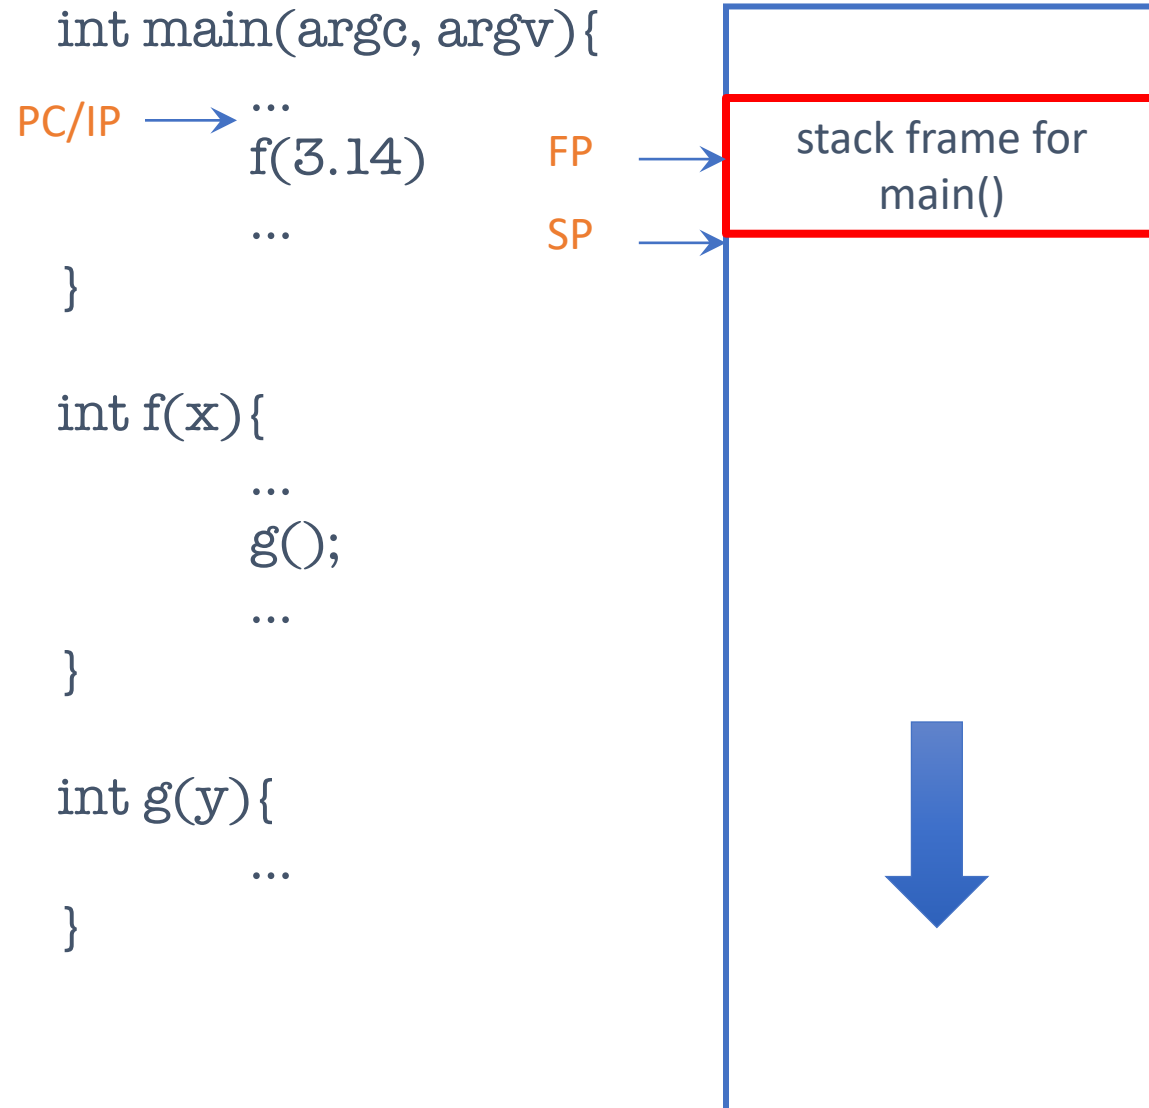 int main(argc, argv){
...
PC/IP
f(3.14)
...
}
int f(x){
...
g();
...
}
int g(y){
...
}
FP
SP
stack frame for
main()